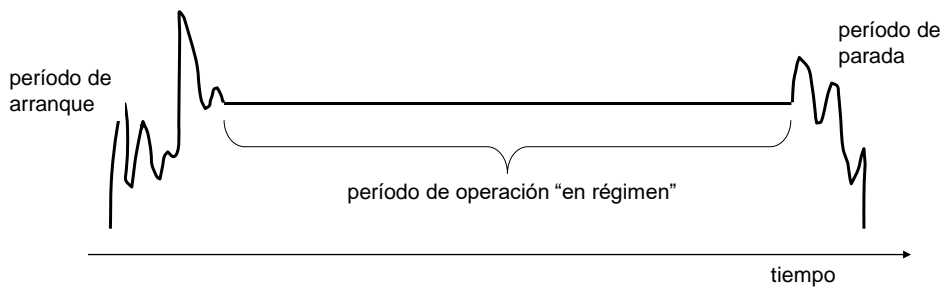 período de
arranque
período de
parada
período de operación “en régimen”
tiempo